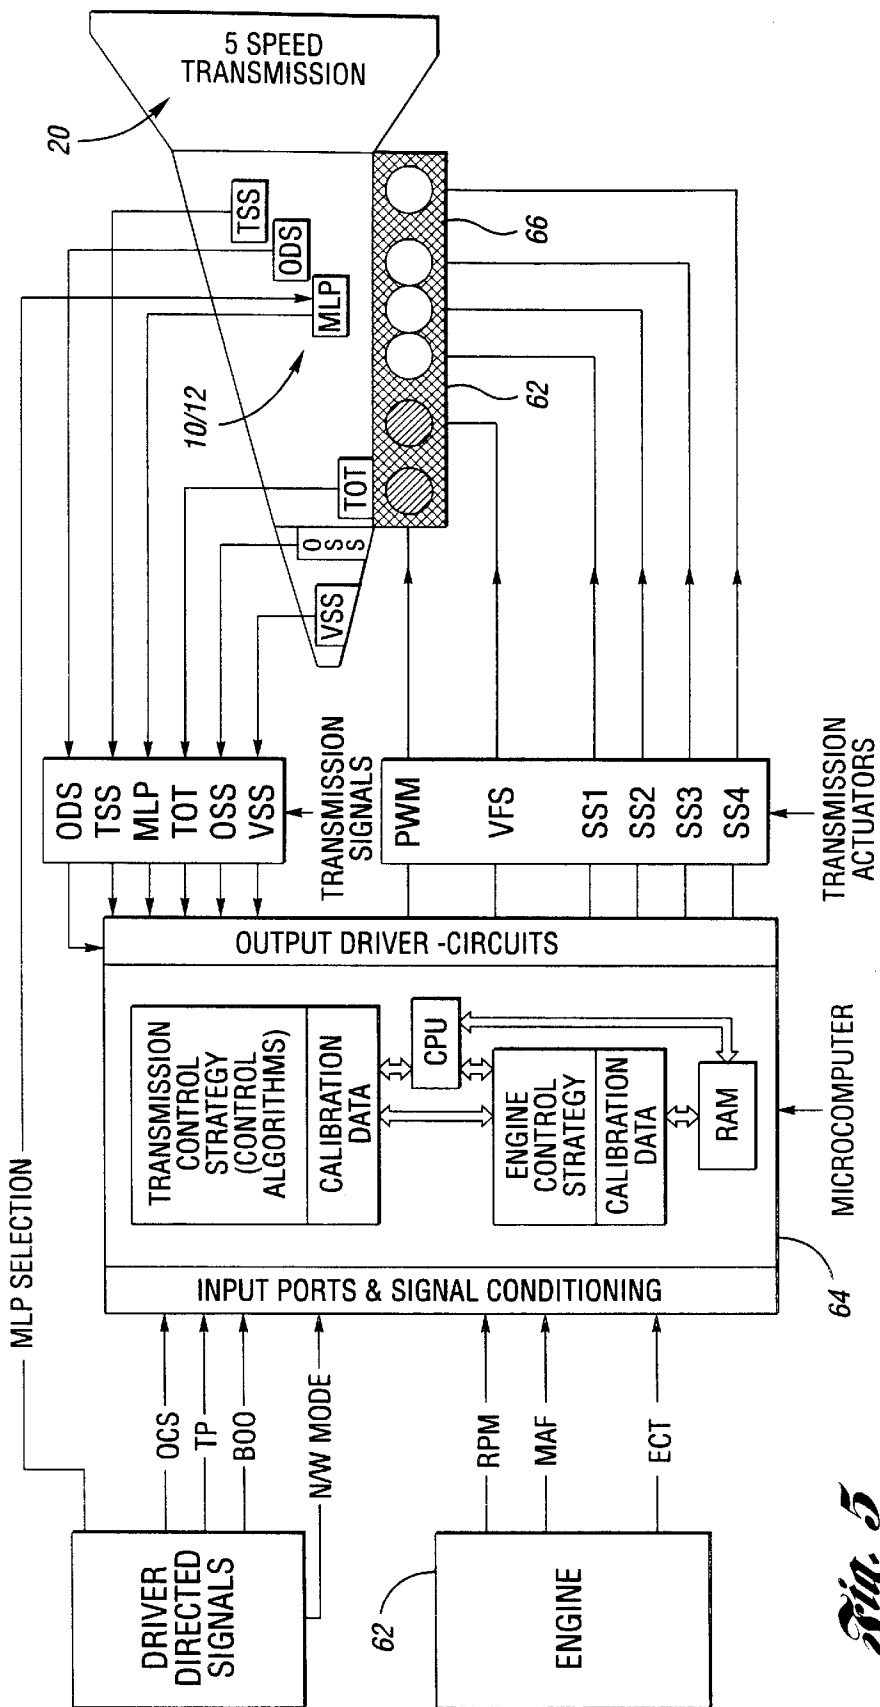 MLP SELECTION
DRIVER
DIRECTED
SIGNALS
OCS
TP
BOO
N/W MODE
62
ENGINE
RPM
MAF
ECT
INPUT PORTS & SIGNAL CONDITIONING
TRANSMISSION
CONTROL
STRATEGY
(CONTROL
ALGORITHMS)
CALIBRATION
DATA
CPU
ENGINE
CONTROL
STRATEGY
CALIBRATION
DATA
RAM
OUTPUT DRIVER -CIRCUITS
64
MICROCOMPUTER
ODS
TSS
MLP
TOT
OSS
VSS
TRANSMISSION
SIGNALS
PWM
VFS
SS1
SS2
SS3
SS4
TRANSMISSION
ACTUATORS
VSS
OSS
TOT
10/12
MLP
ODS
TSS
20
5 SPEED
TRANSMISSION
62
66
Fig. 5